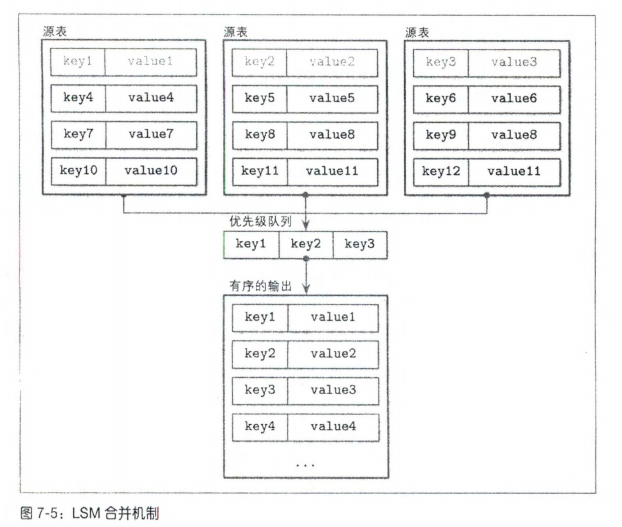 源表 源表 源表
key1 value1 key2 value2 key3 value3
key4 value4 key5 value5 key6 value6
key7 value7 key8 value8 key9 value8
key10 value10 key11 value11 key12 value11
优先级队列
key1 key2 key3
有序的输出
key1 value1
key2 value2
key3 value3
key4 value4
...
图 7-5：LSM 合并机制